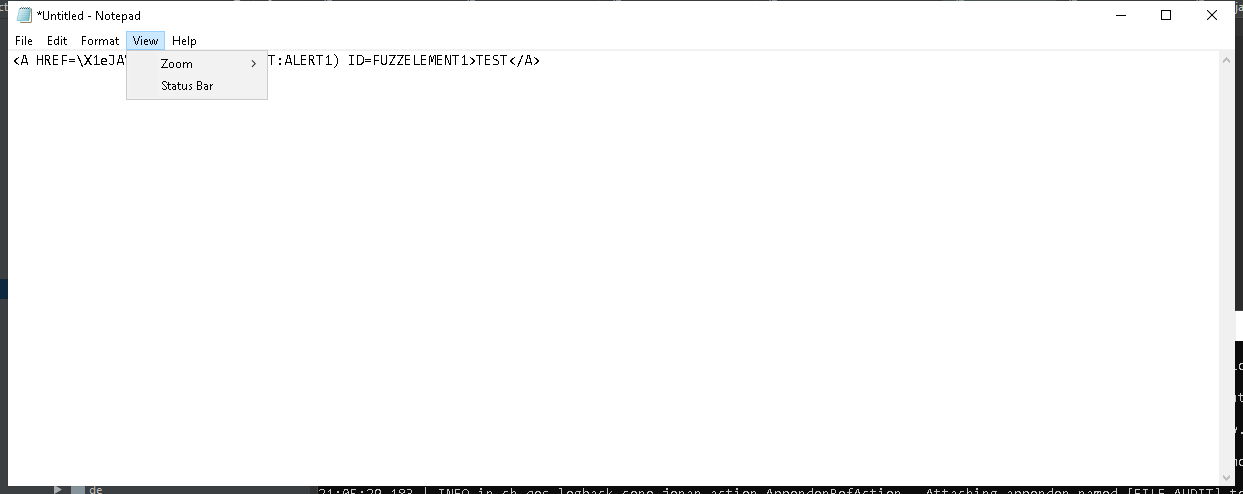 *Untitled - Notepad
File Edit Format View Help
<A HREF=\X1eJA T:ALERT1) ID=FUZZELEMENT1>TEST</A>
Zoom
Status Bar
de
21:05:29.183 | INFO in ch.qos.logback.core.joran.action.AppenderRefAction - Attaching appender named [FILE_AUDIT] t